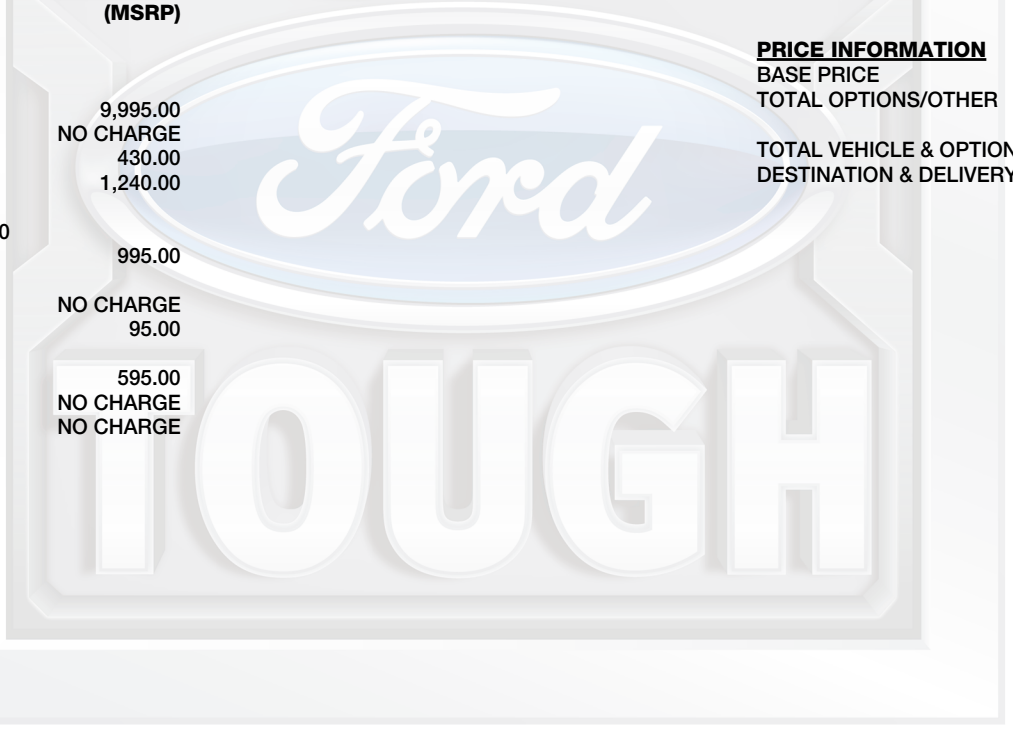 (MSRP)
9,995.00
NO CHARGE
430.00
1,240.00
0
995.00
NO CHARGE
95.00
595.00
NO CHARGE
NO CHARGE
PRICE INFORMATION
BASE PRICE
TOTAL OPTIONS/OTHER
TOTAL VEHICLE & OPTION
DESTINATION & DELIVERY
Ford
TOUGH